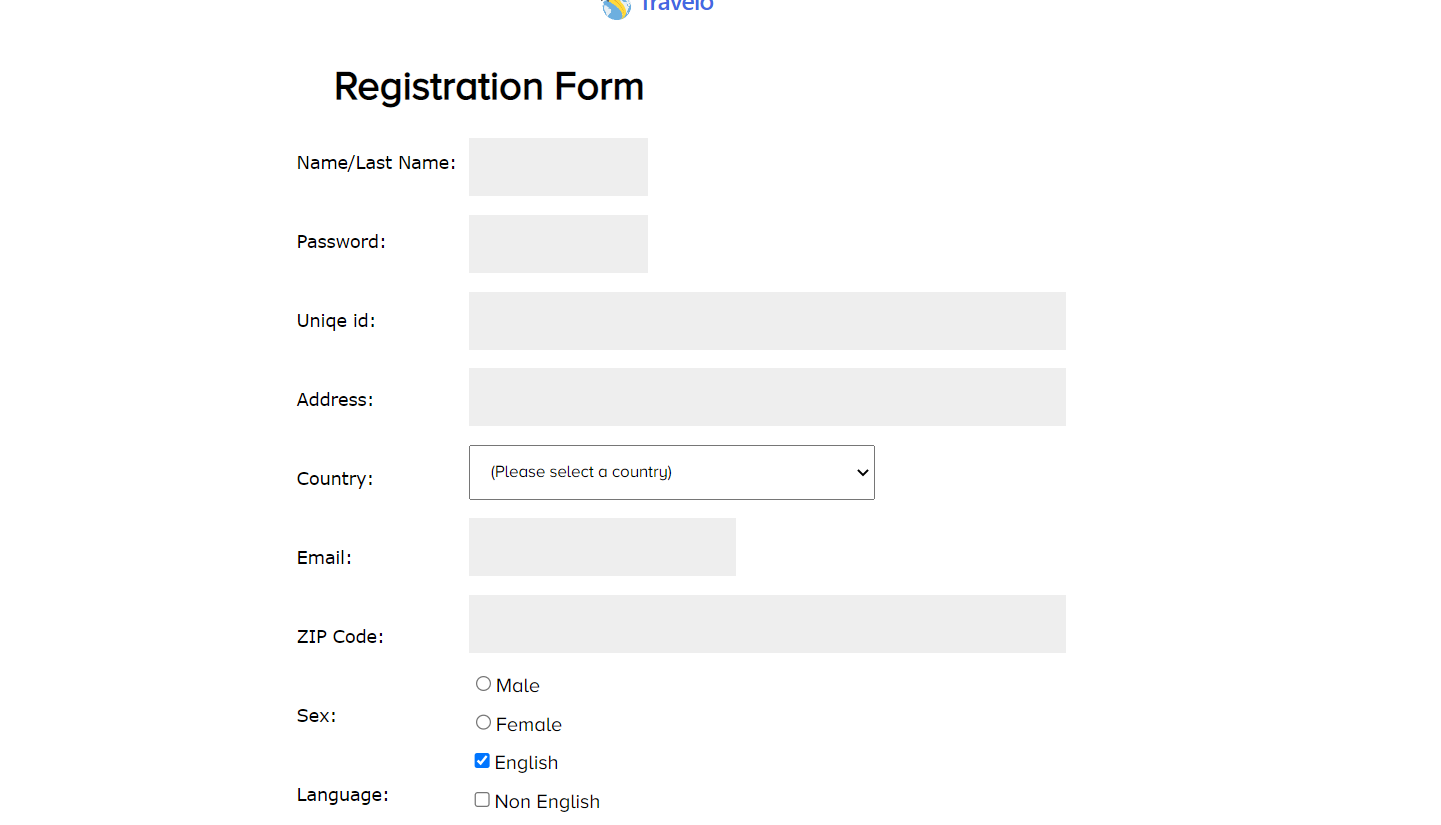 Travelo
Registration Form
Name/Last Name:
Password:
Uniqe id:
Address:
Country:
(Please select a country)
Email:
ZIP Code:
Sex:
Male
Female
Language:
English
Non English